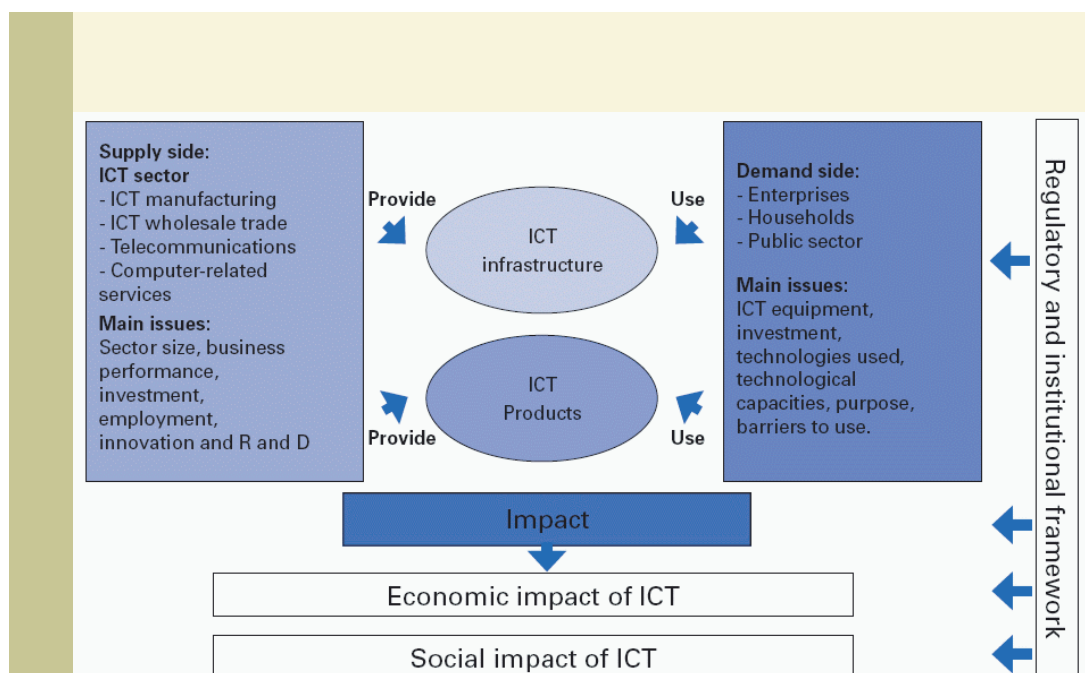 Supply side:
ICT sector
- ICT manufacturing
- ICT wholesale trade
- Telecommunications
- Computer-related
services
Main issues:
Sector size, business
performance,
investment,
employment,
innovation and R and D
Provide
Provide
ICT
infrastructure
ICT
Products
Use
Use
Demand side:
- Enterprises
- Households
- Public sector
Main issues:
ICT equipment,
investment,
technologies used,
technological
capacities, purpose,
barriers to use.
Regulatory and institutional framework
Impact
Economic impact of ICT
Social impact of ICT